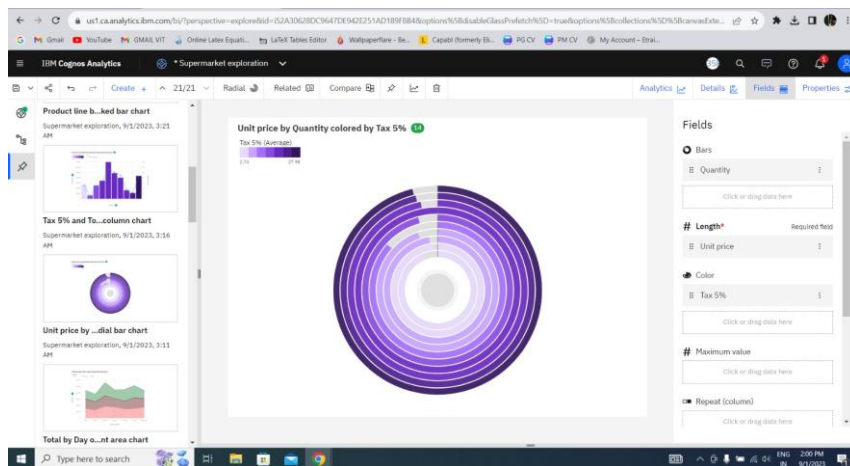 us1.ca.analytics.ibm.com/bi/?perspective=explore&id=i52A30628DC9647DE942E251AD189F884&options%5BdisableGlassPrefetch%5D=true&options%5Bcollections%5D%5BcanvasExte...
Gmail YouTube GMAIL VIT Online Latex Equati... LaTeX Tables Editor Wallpaperflare - Be... Capabl (formerly Eli... PG CV PM CV My Account – Etrai...
IBM Cognos Analytics * Supermarket exploration
Create + 21/21 Radial Related Compare Analytics Details Fields Properties
Product line b...ked bar chart
Supermarket exploration, 9/1/2023, 3:21
AM
Tax 5% and To...column chart
Supermarket exploration, 9/1/2023, 3:16
AM
Unit price by ...dial bar chart
Supermarket exploration, 9/1/2023, 3:11
AM
Total by Day o...nt area chart
Unit price by Quantity colored by Tax 5% 14
Tax 5% (Average)
Fields
Bars
Quantity
Click or drag data here
# Length* Required field
Unit price
Color
Tax 5%
Click or drag data here
# Maximum value
Click or drag data here
Repeat (column)
Click or drag data here
Type here to search
ENG
IN
2:00 PM
9/1/2023